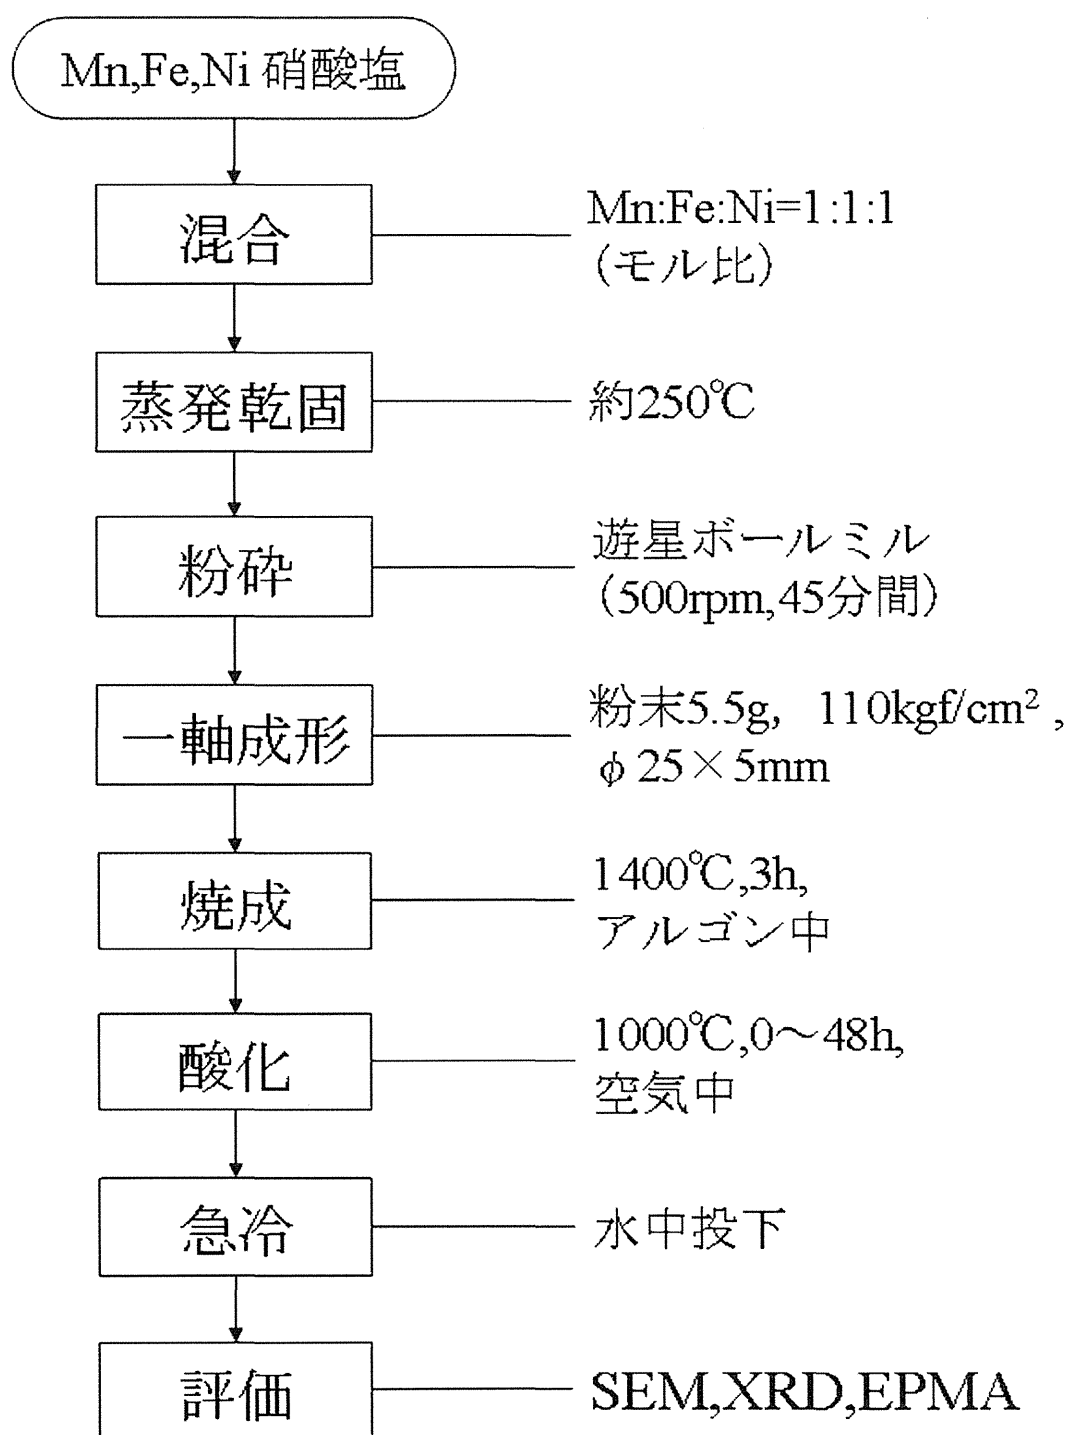 Mn,Fe,Ni 硝酸塩
混合
Mn:Fe:Ni=1:1:1
(モル比)
蒸発乾固
約250℃
粉砕
遊星ボールミル
(500rpm,45分間)
一軸成形
粉末5.5g, 110kgf/cm²,
φ25×5mm
焼成
1400℃,3h,
アルゴン中
酸化
1000℃,0～48h,
空気中
急冷
水中投下
評価
SEM,XRD,EPMA